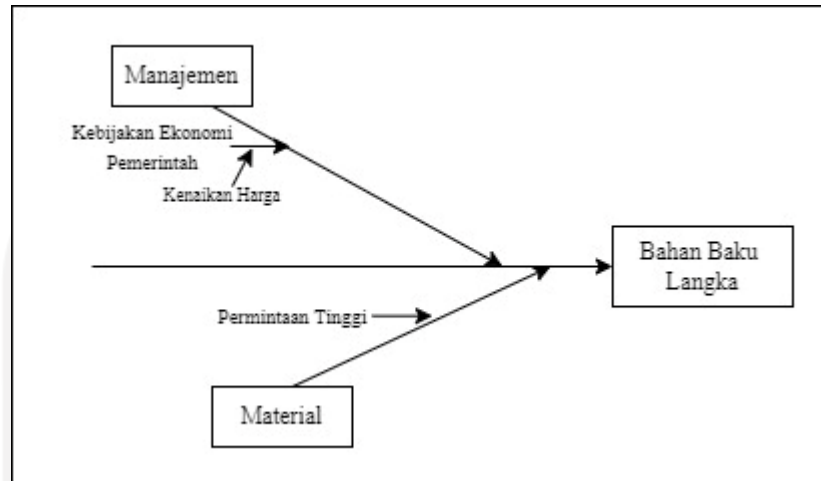 Manajemen
Kebijakan Ekonomi
Pemerintah
Kenaikan Harga
Bahan Baku
Langka
Permintaan Tinggi
Material